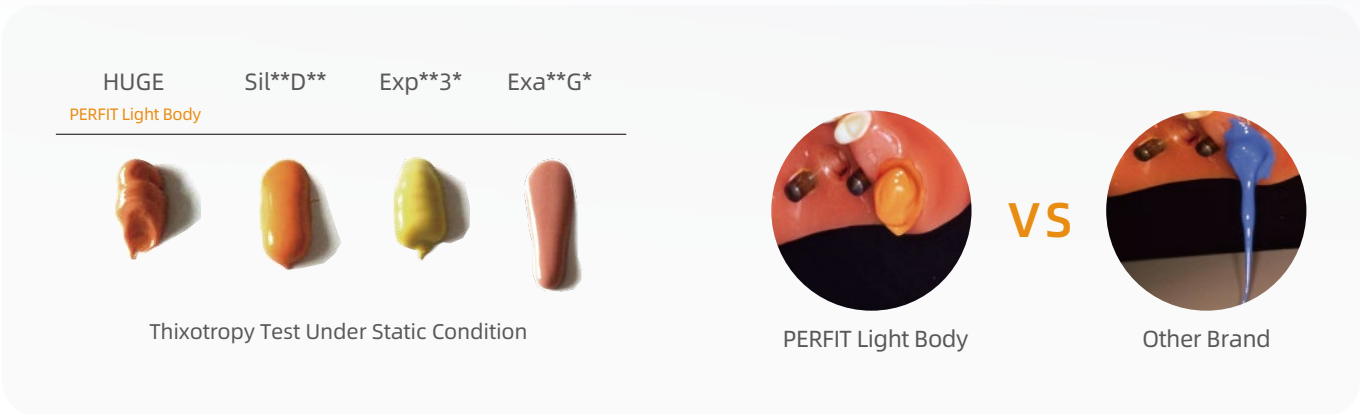 HUGE
Sil**D**
Exp**3*
Exa**G*
PERFIT Light Body
Thixotropy Test Under Static Condition
VS
PERFIT Light Body
Other Brand